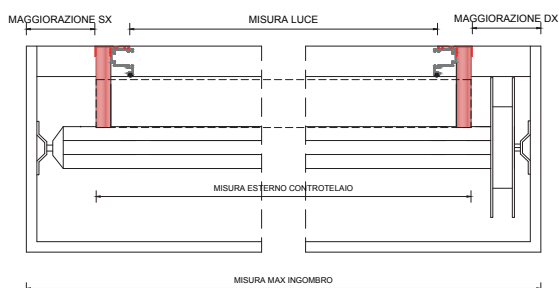 MAGGIORAZIONE SX
MISURA LUCE
MAGGIORAZIONE DX
MISURA ESTERNO CONTROTELAIO
MISURA MAX INGOMBRO